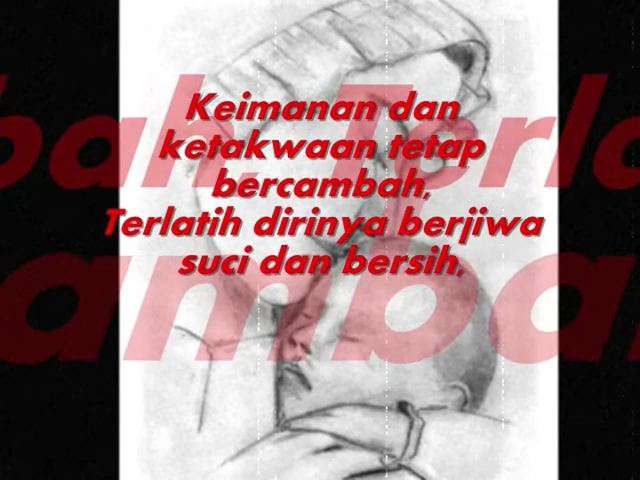 Keimanan dan
ketakwaan tetap
bercambah,
Terlatih dirinya berjiwa
suci dan bersih,